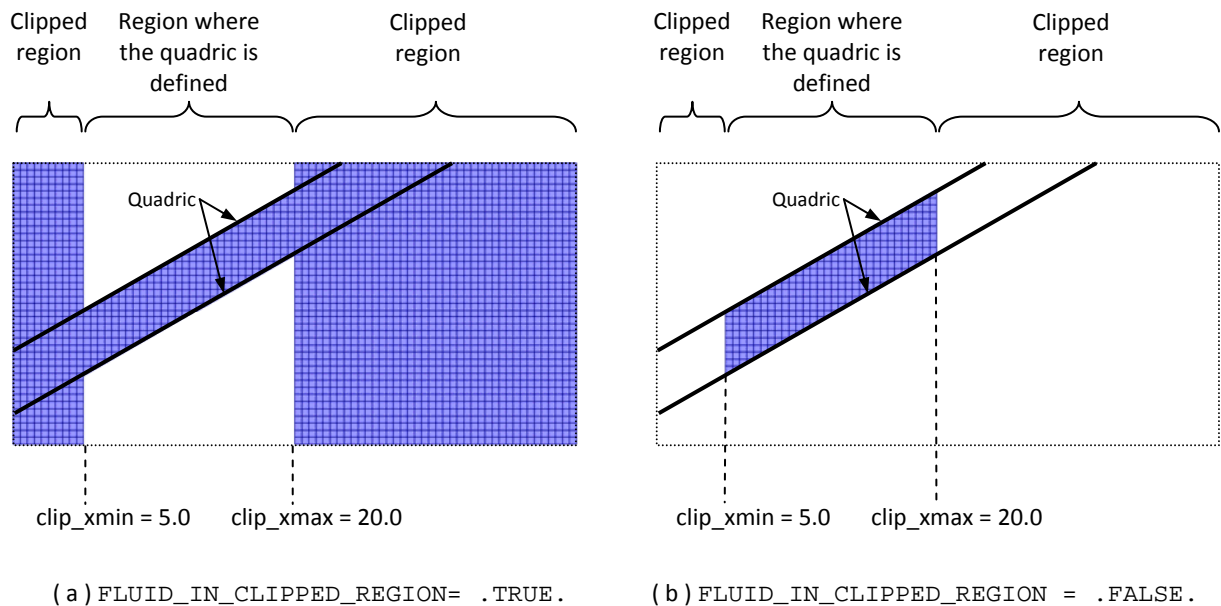 Clipped
region
Region where
the quadric is
defined
Clipped
region
Quadric
clip_xmin = 5.0
clip_xmax = 20.0
(a) FLUID_IN_CLIPPED_REGION= .TRUE.
Clipped
region
Region where
the quadric is
defined
Clipped
region
Quadric
clip_xmin = 5.0
clip_xmax = 20.0
(b) FLUID_IN_CLIPPED_REGION = .FALSE.